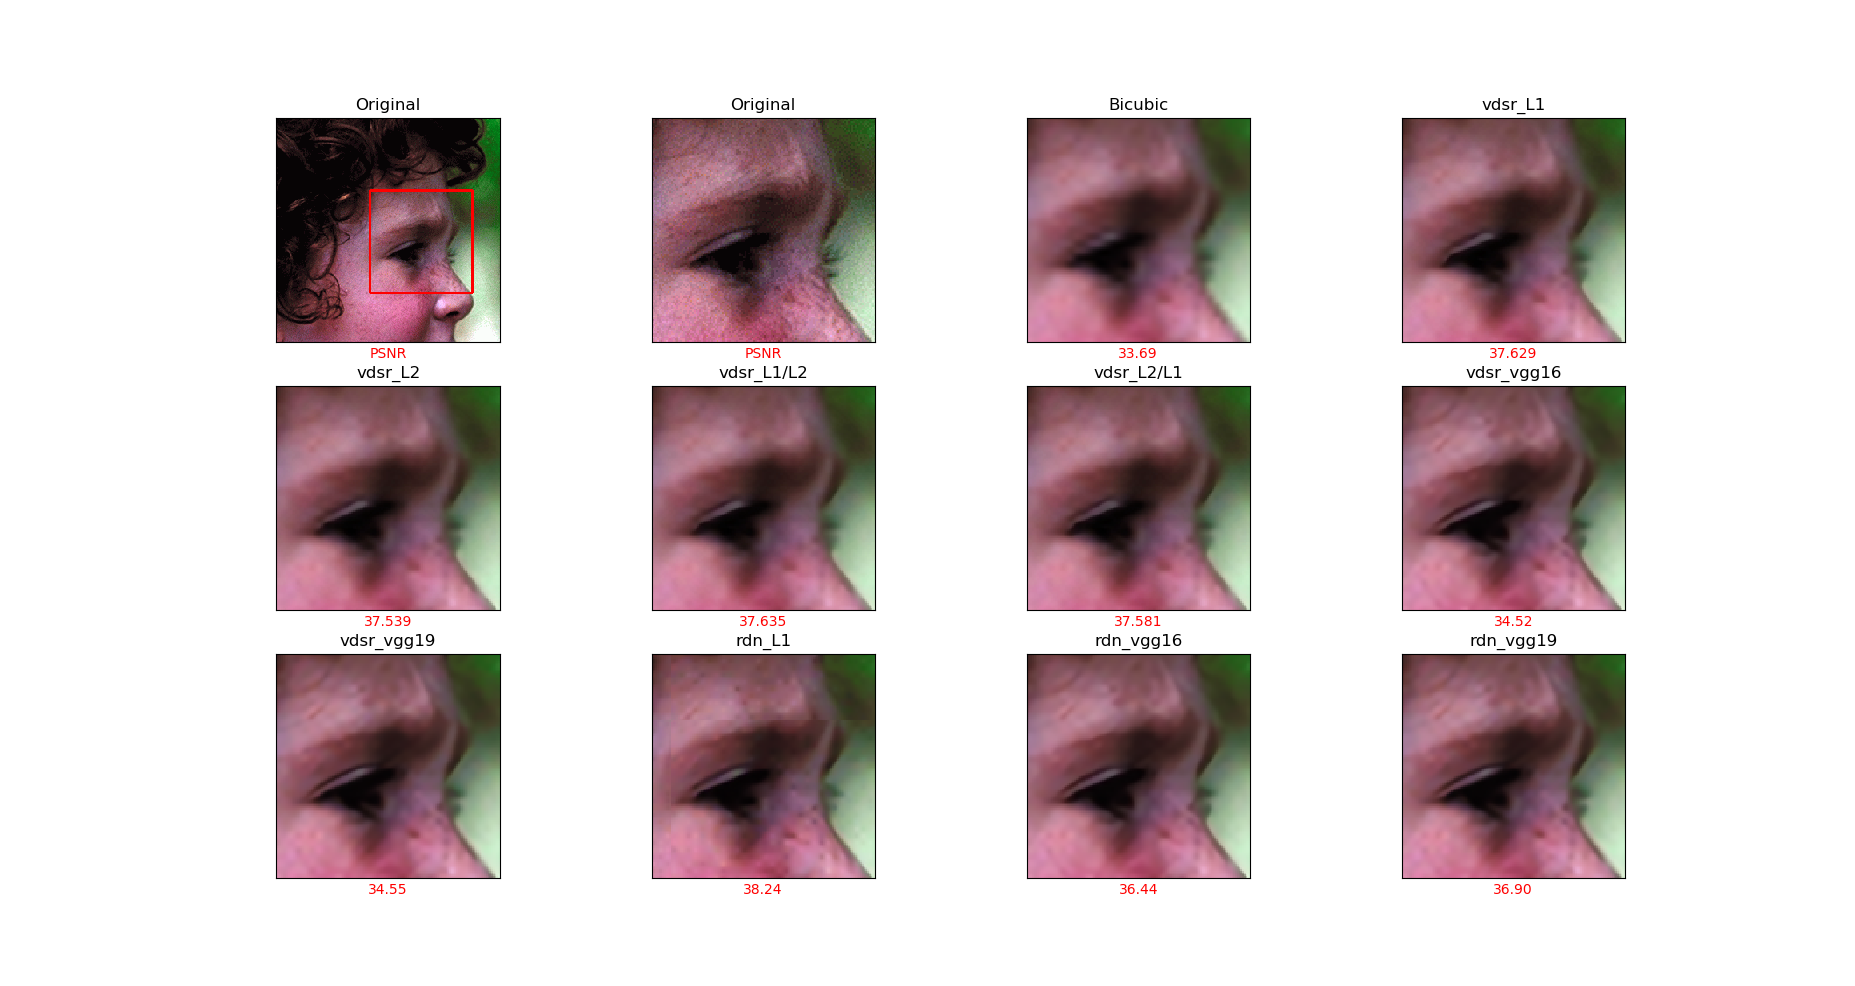 Original
Original
Bicubic
vdsr_L1
PSNR
PSNR
33.69
37.629
vdsr_L2
vdsr_L1/L2
vdsr_L2/L1
vdsr_vgg16
37.539
37.635
37.581
34.52
vdsr_vgg19
rdn_L1
rdn_vgg16
rdn_vgg19
34.55
38.24
36.44
36.90